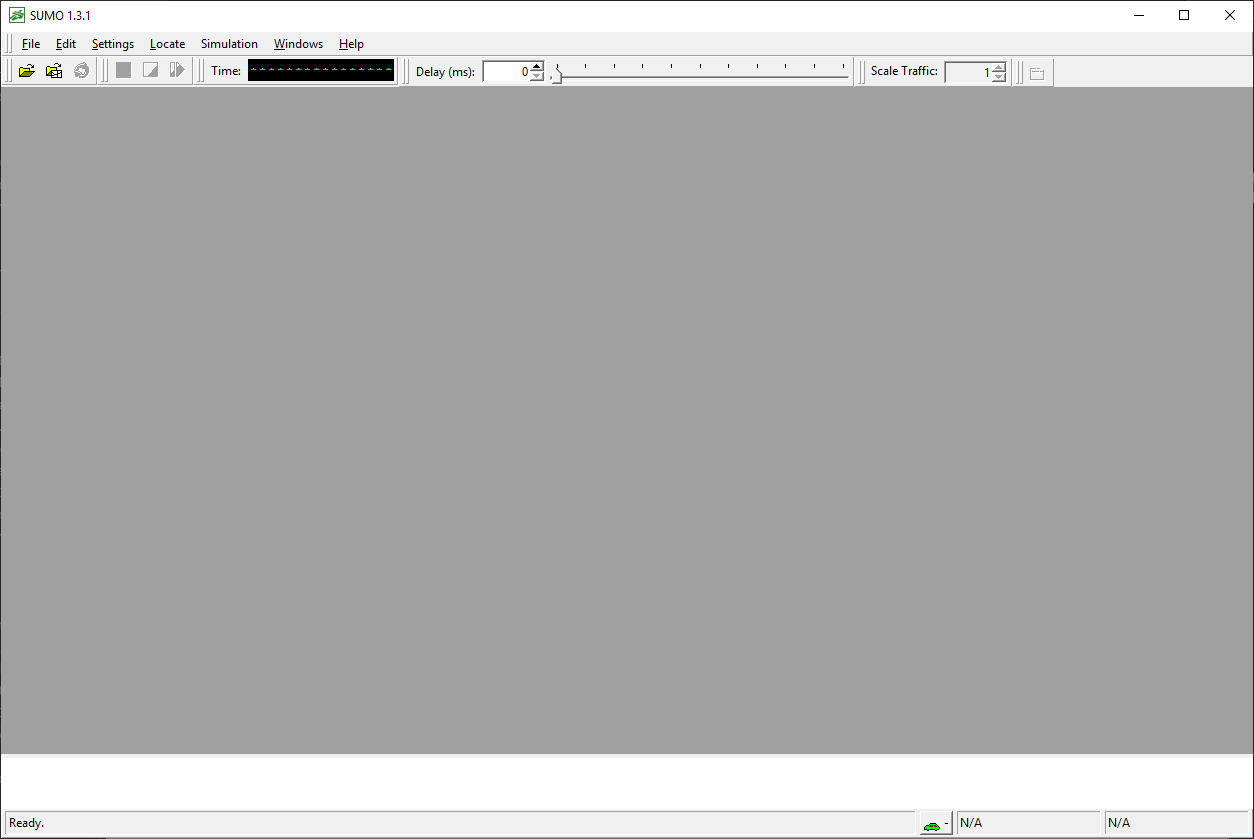 SUMO 1.3.1
File Edit Settings Locate Simulation Windows Help
Time: Delay (ms): 0 Scale Traffic: 1
Ready. - N/A N/A